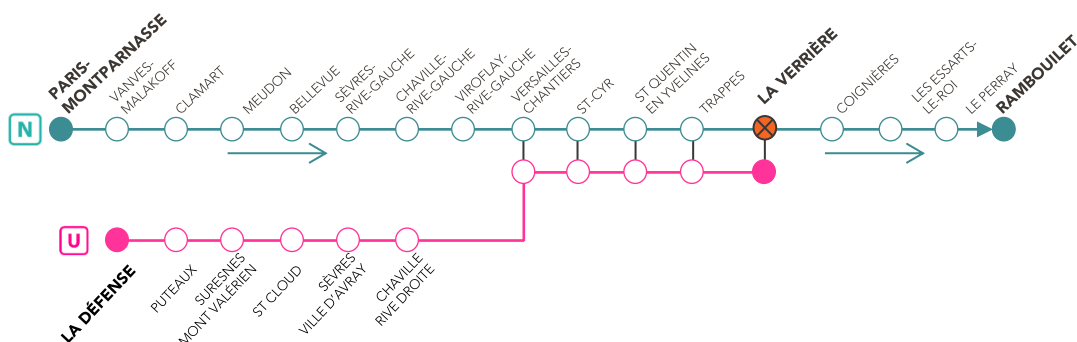 PARIS-
MONTPARNASSE
VANVES-
MALAKOFF
CLAMART
MEUDON
BELLEVUE
SÈVRES-
RIVE-GAUCHE
CHAVILLE-
RIVE-GAUCHE
VIROFLAY-
RIVE-GAUCHE
VERSAILLES-
CHANTIERS
ST-CYR
ST QUENTIN
EN YVELINES
TRAPPES
LA VERRIÈRE
COIGNIÈRES
LES ESSARTS-
LE-ROI
LE PERRAY
RAMBOUILET
N
U
LA DÉFENSE
PUTEAUX
SURESNES
MONT VALÉRIEN
ST CLOUD
SÈVRES
VILLE D'AVRAY
CHAVILLE
RIVE DROITE